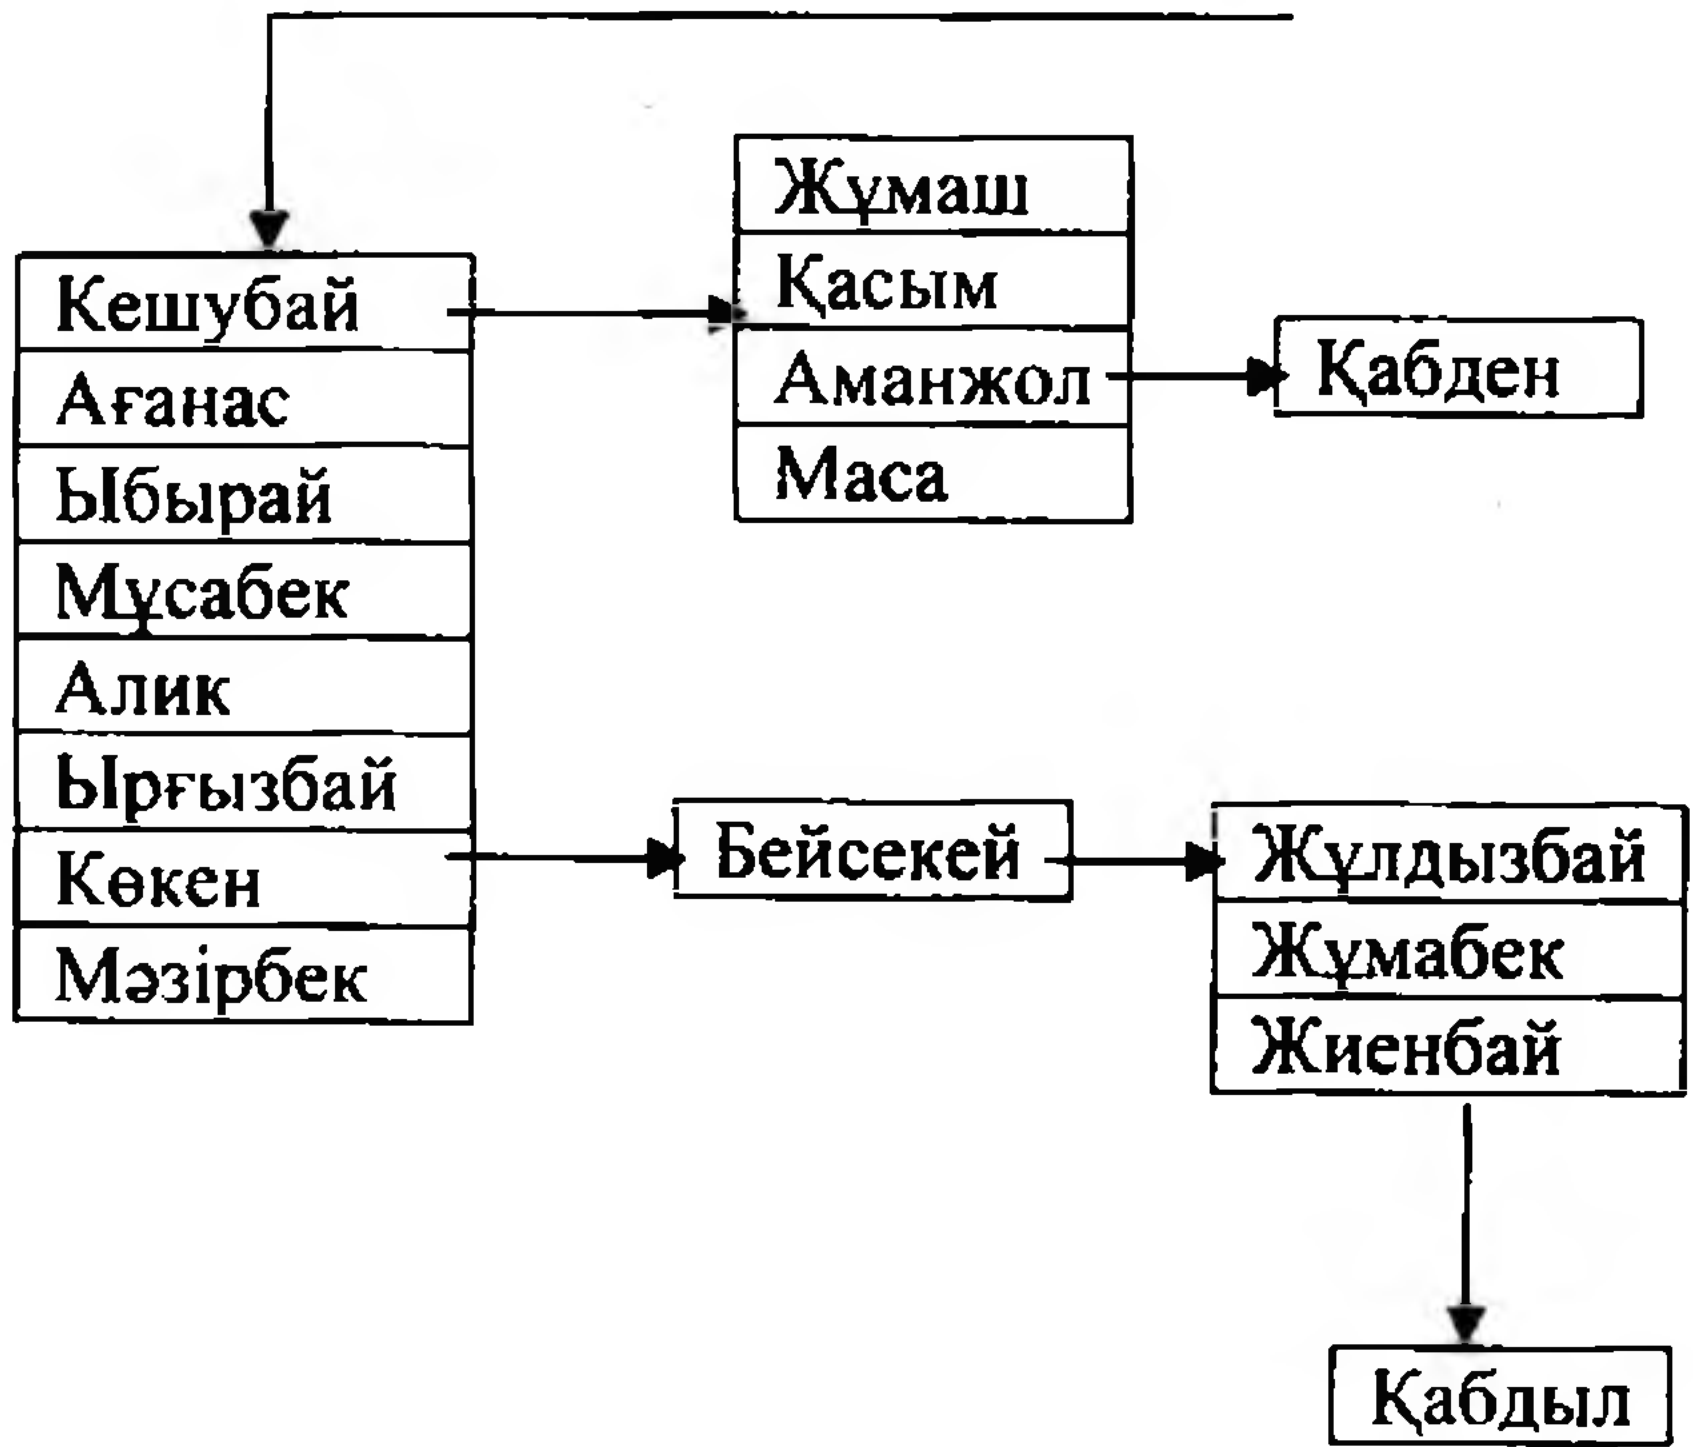 Кешубай
Ағанас
Ыбырай
Мұсабек
Алик
Ырғызбай
Көкен
Мәзірбек
Жұмаш
Қасым
Аманжол
Маса
Қабден
Бейсекей
Жұлдызбай
Жұмабек
Жиенбай
Қабдыл